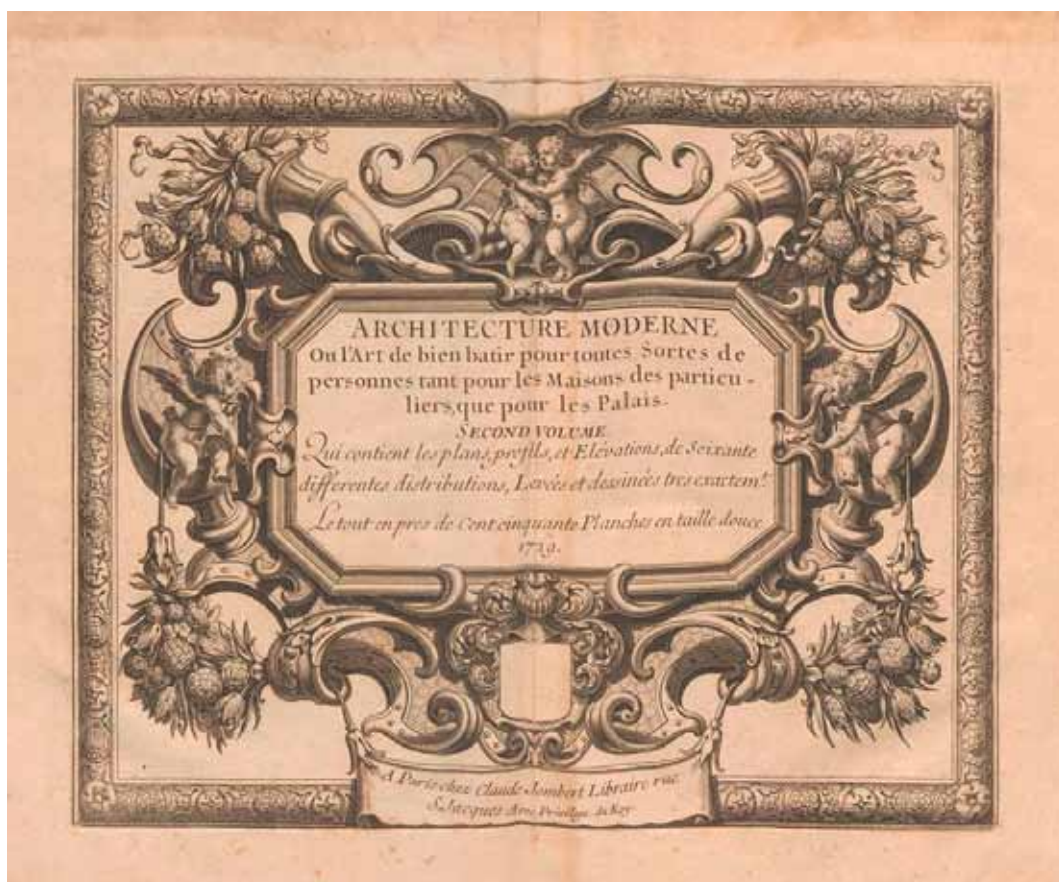 ARCHITECTURE MODERNE
Ou l'Art de bien batir pour toutes Sortes de
personnes tant pour les Maisons des particu-
liers, que pour les Palais.
SECOND VOLUME
Qui contient les plans, profils, et Elévations, de Soixante
differentes distributions, Levées et dessinées tres exactem.t
Le tout en pres de Cent cinquante Planches en taille douce
1729.
A Paris chez Claude Jombert Libraire rue
S. Jacques Avec Privilege du Roy